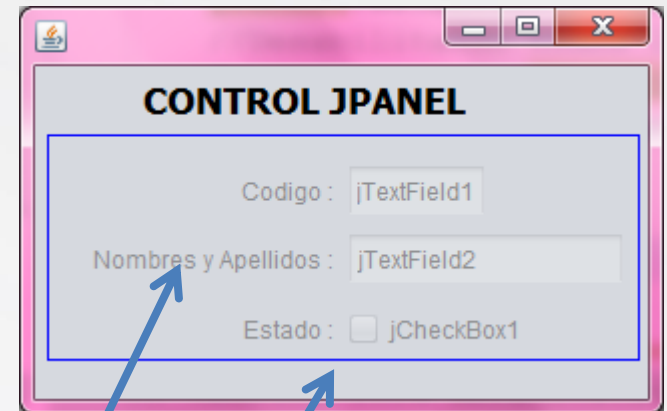 CONTROL JPANEL
Codigo : jTextField1
Nombres y Apellidos : jTextField2
Estado : jCheckBox1